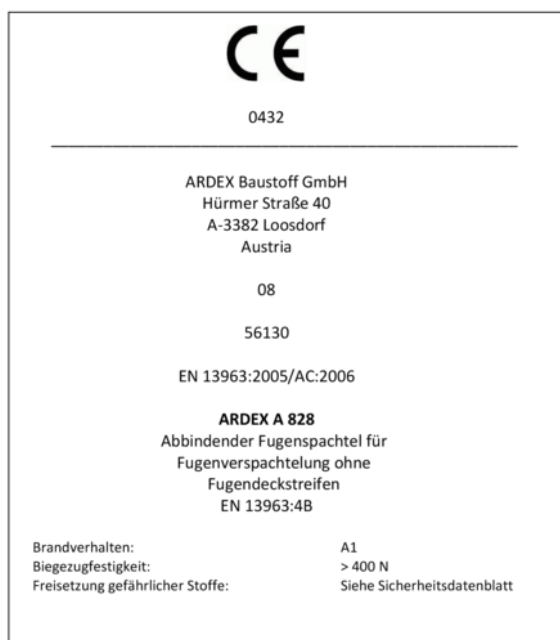 CE
0432
ARDEX Baustoff GmbH
Hürmer Straße 40
A-3382 Loosdorf
Austria
08
56130
EN 13963:2005/AC:2006
ARDEX A 828
Abbindender Fugenspachtel für
Fugenverspachtelung ohne
Fugendeckstreifen
EN 13963:4B
Brandverhalten: A1
Biegezugfestigkeit: > 400 N
Freisetzung gefährlicher Stoffe: Siehe Sicherheitsdatenblatt